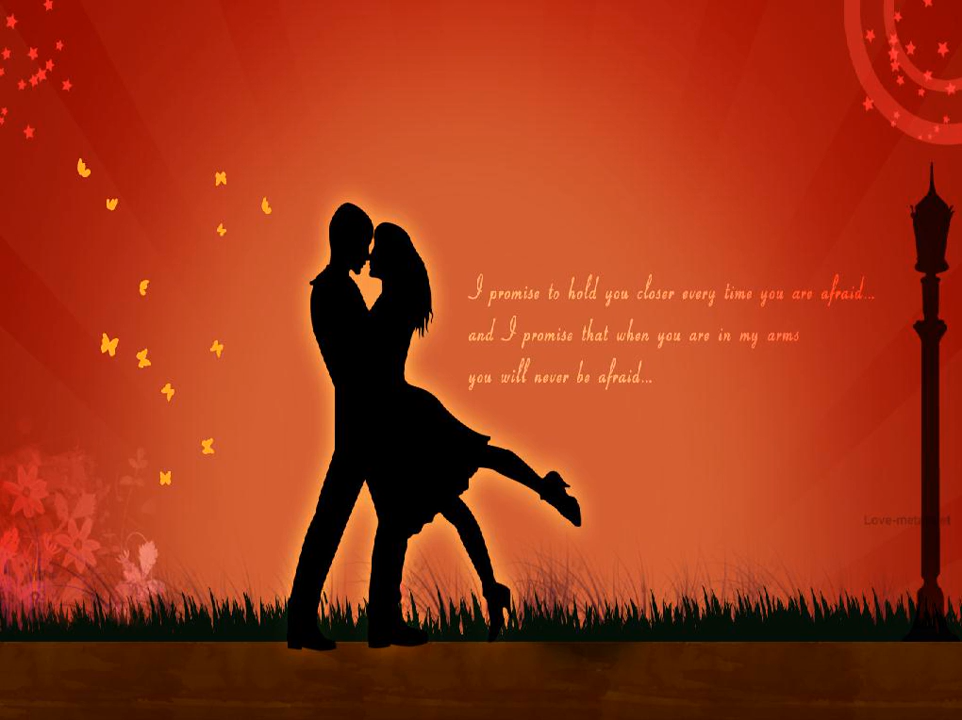 I promise to hold you closer every time you are afraid...
and I promise that when you are in my arms
you will never be afraid...